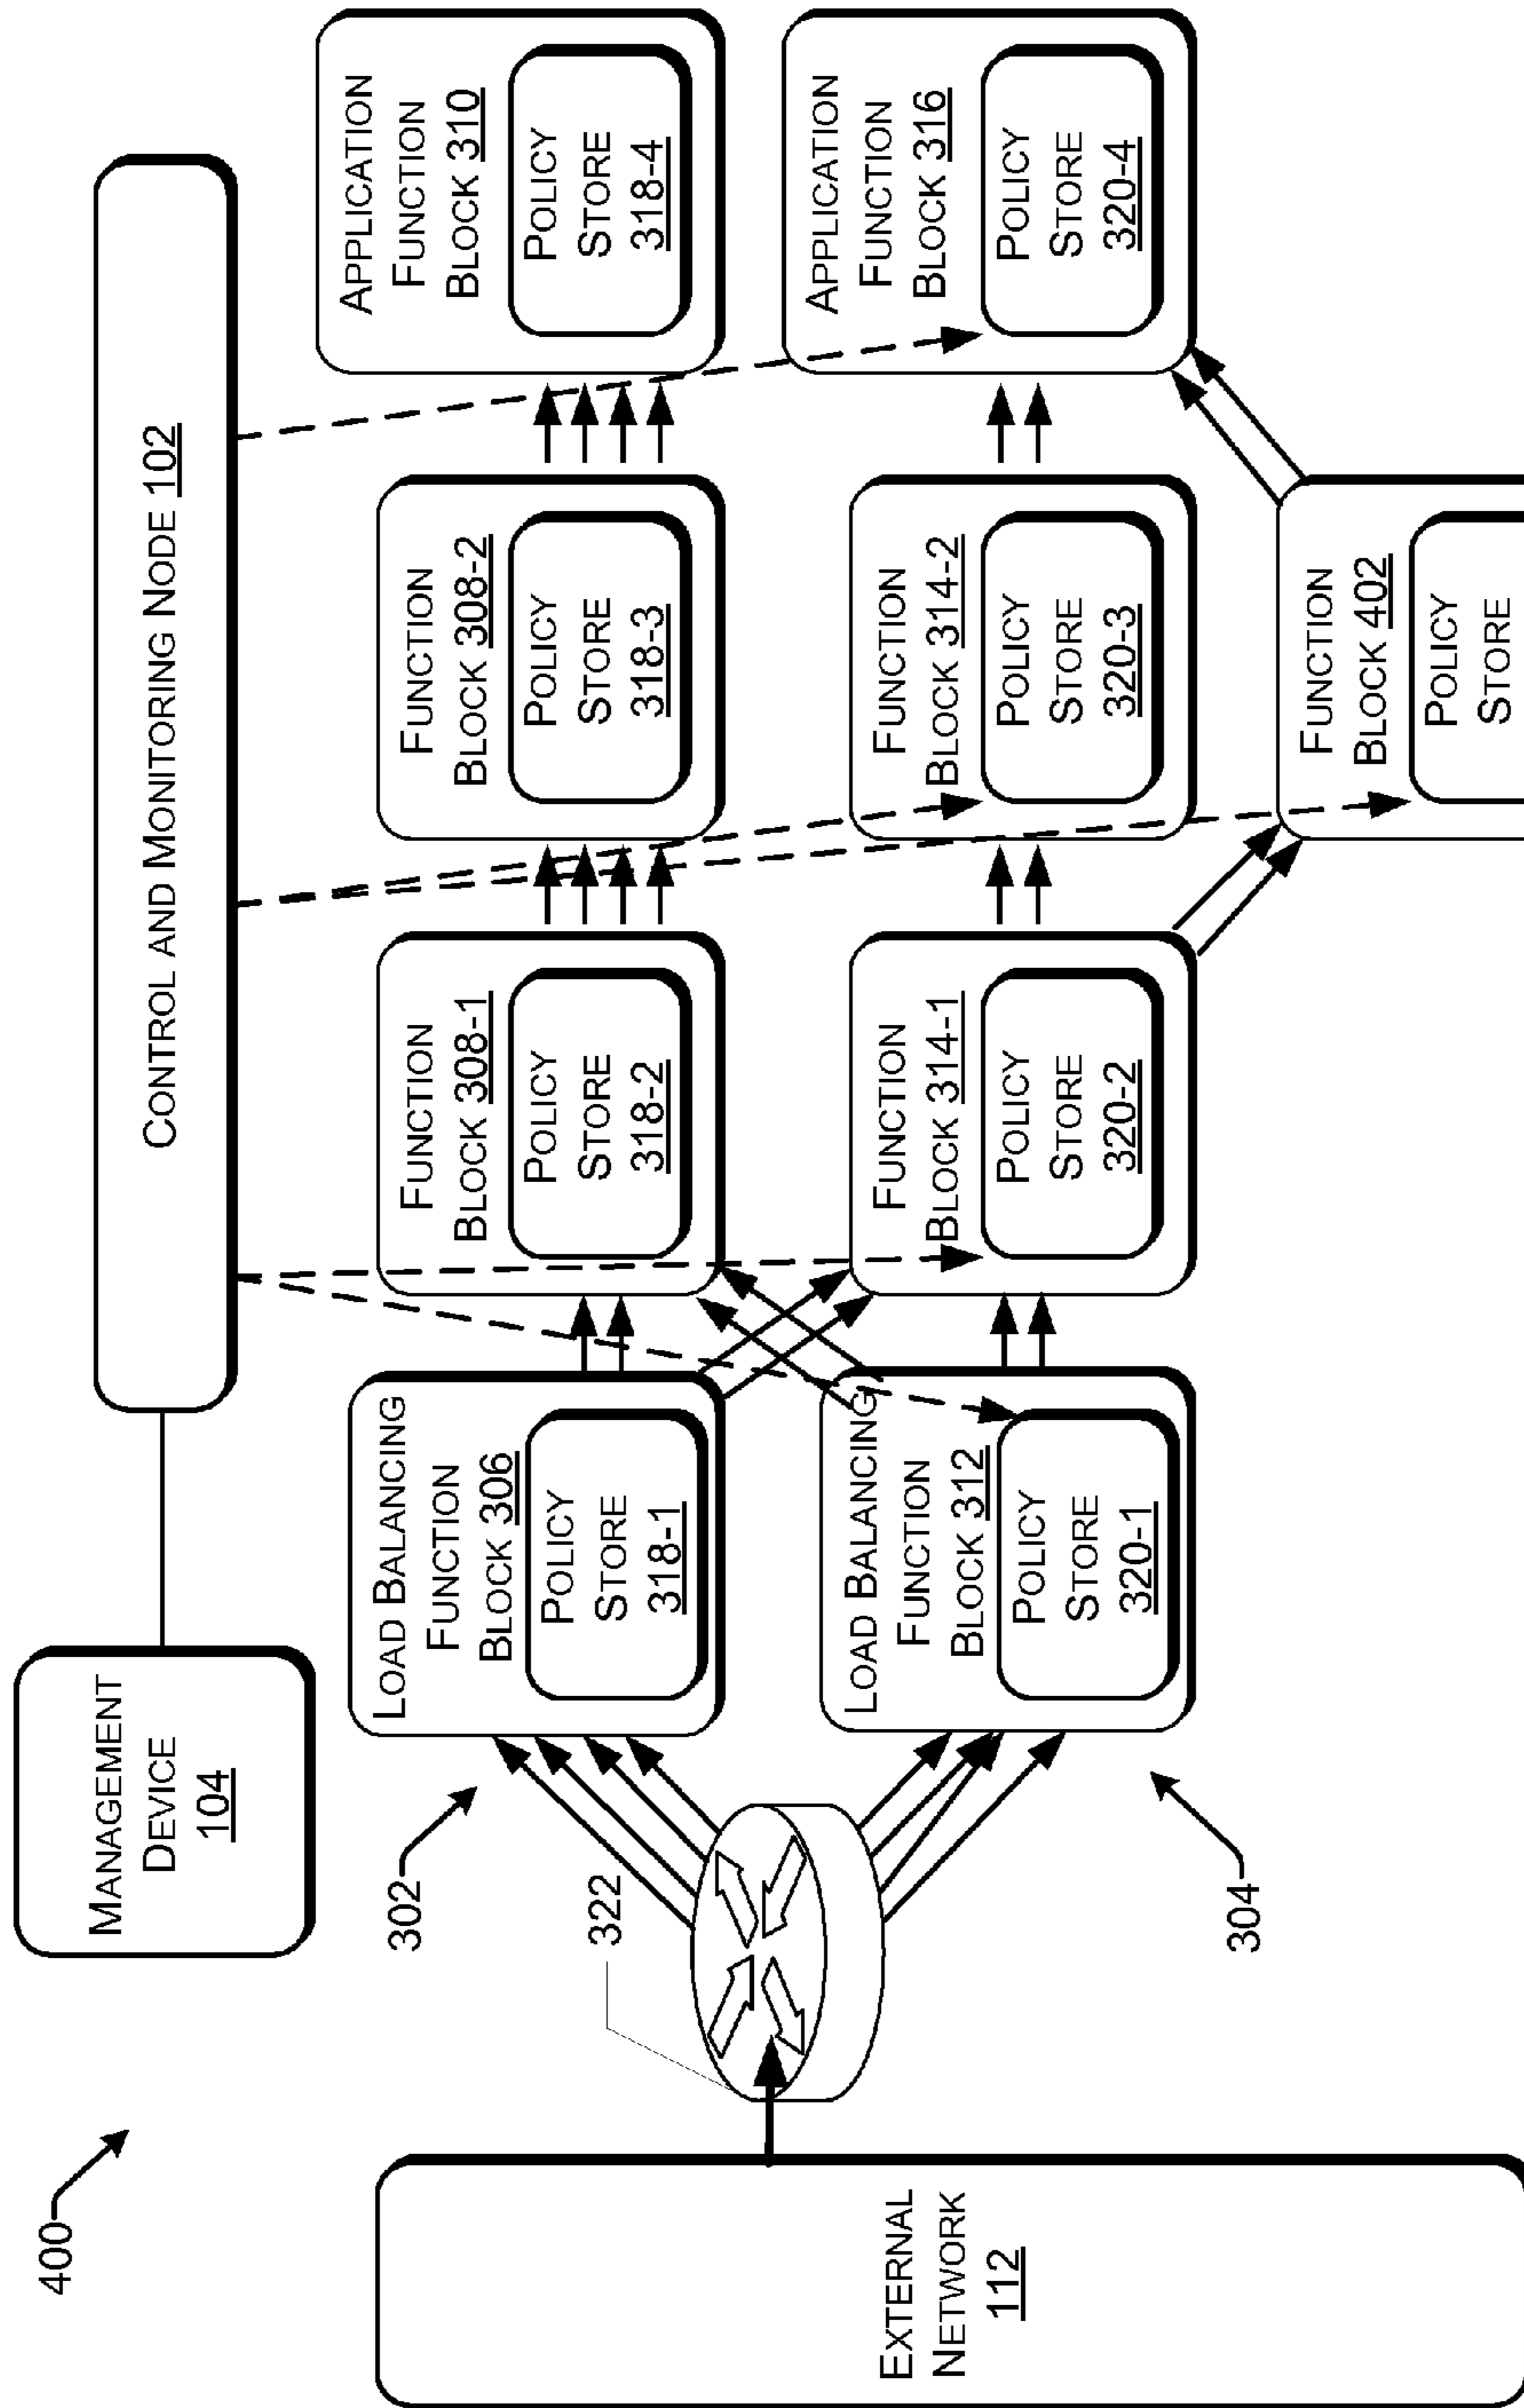 400
MANAGEMENT
DEVICE
104
CONTROL AND MONITORING NODE 102
EXTERNAL
NETWORK
112
322
302
304
LOAD BALANCING
FUNCTION
BLOCK 306
POLICY
STORE
318-1
FUNCTION
BLOCK 308-1
POLICY
STORE
318-2
FUNCTION
BLOCK 308-2
POLICY
STORE
318-3
APPLICATION
FUNCTION
BLOCK 310
POLICY
STORE
318-4
LOAD BALANCING
FUNCTION
BLOCK 312
POLICY
STORE
320-1
FUNCTION
BLOCK 314-1
POLICY
STORE
320-2
FUNCTION
BLOCK 314-2
POLICY
STORE
320-3
APPLICATION
FUNCTION
BLOCK 316
POLICY
STORE
320-4
FUNCTION
BLOCK 402
POLICY
STORE